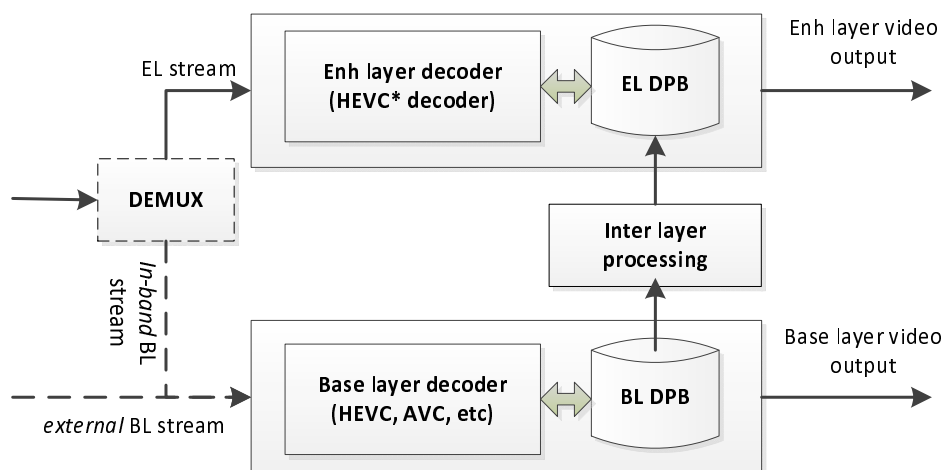 Enh layer video
output
EL stream
Enh layer decoder
(HEVC* decoder)
EL DPB
DEMUX
Inter layer
processing
In-band BL
stream
Base layer video
output
Base layer decoder
(HEVC, AVC, etc)
BL DPB
external BL stream